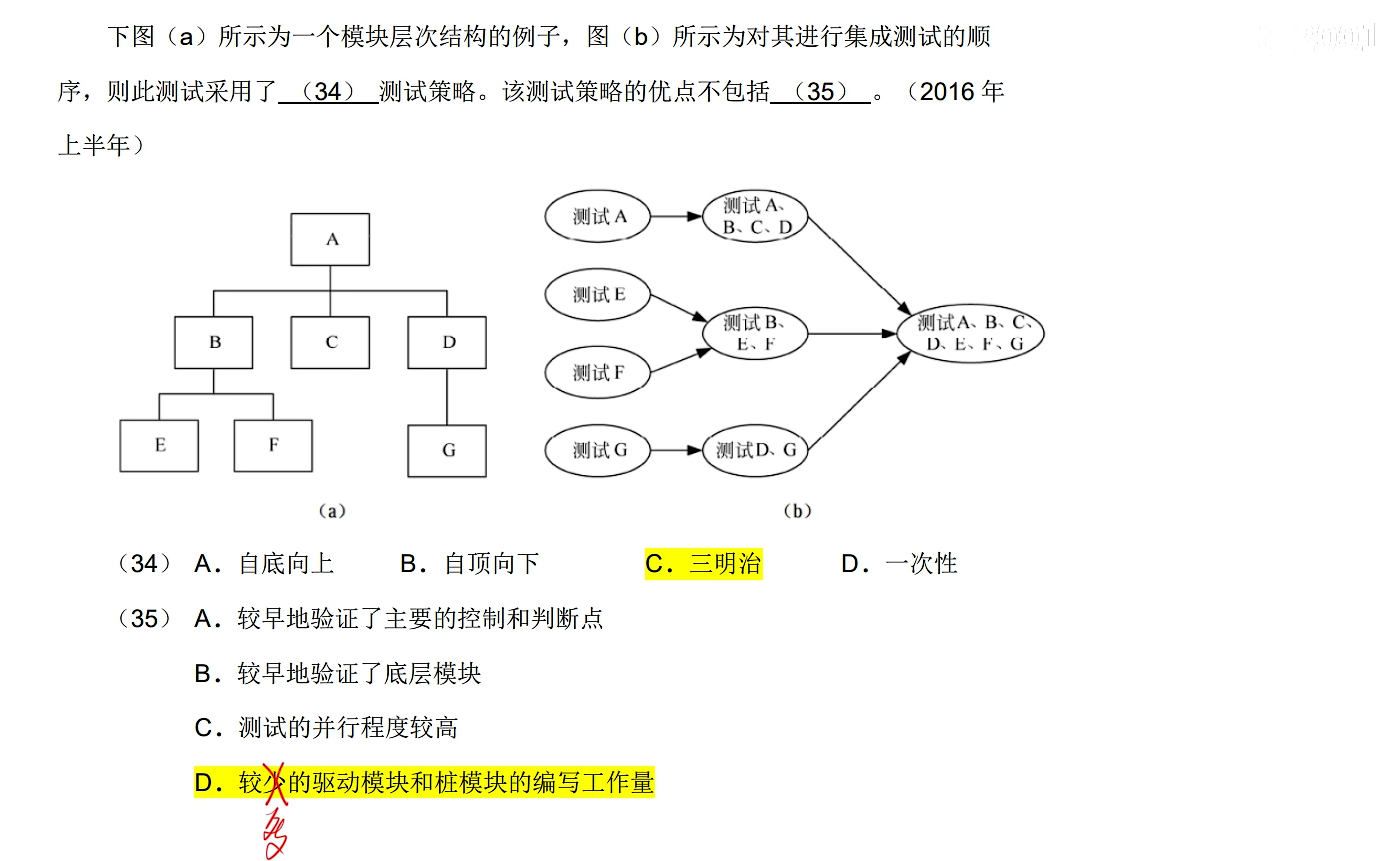 下图（a）所示为一个模块层次结构的例子，图（b）所示为对其进行集成测试的顺
序，则此测试采用了（34）测试策略。该测试策略的优点不包括（35）。（2016 年
上半年）
A
B
C
D
E
F
G
（a）
测试 A
测试 A、
B、C、D
测试 E
测试 B、
E、F
测试 F
测试 G
测试D、G
测试A、B、C、
D、E、F、G
（b）
（34） A．自底向上 B．自顶向下 C．三明治 D．一次性
（35） A．较早地验证了主要的控制和判断点
B．较早地验证了底层模块
C．测试的并行程度较高
D．较少的驱动模块和桩模块的编写工作量
多